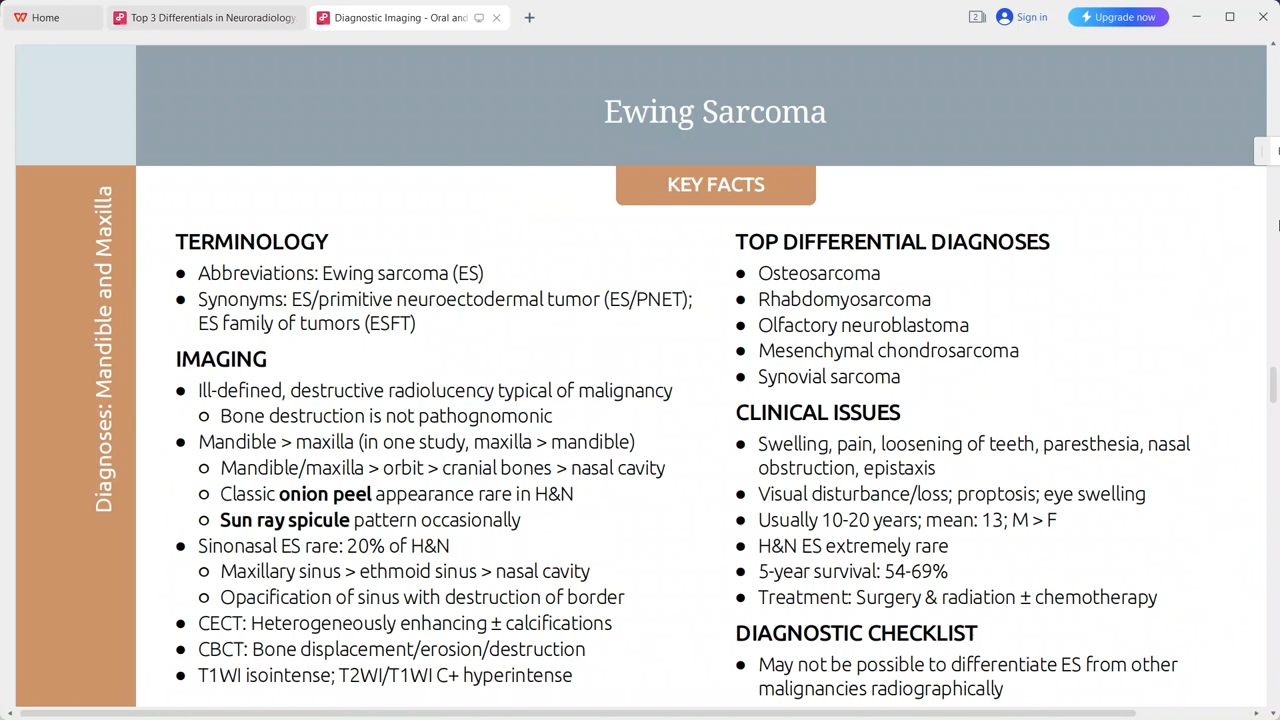 Home
Top 3 Differentials in Neuroradiology.
Diagnostic Imaging - Oral and
2
Sign in
Upgrade now
Ewing Sarcoma
KEY FACTS
Diagnoses: Mandible and Maxilla
TERMINOLOGY
● Abbreviations: Ewing sarcoma (ES)
● Synonyms: ES/primitive neuroectodermal tumor (ES/PNET);
ES family of tumors (ESFT)
IMAGING
● Ill-defined, destructive radiolucency typical of malignancy
○ Bone destruction is not pathognomonic
● Mandible > maxilla (in one study, maxilla > mandible)
○ Mandible/maxilla > orbit > cranial bones > nasal cavity
○ Classic onion peel appearance rare in H&N
○ Sun ray spicule pattern occasionally
● Sinonasal ES rare: 20% of H&N
○ Maxillary sinus > ethmoid sinus > nasal cavity
○ Opacification of sinus with destruction of border
● CECT: Heterogeneously enhancing ± calcifications
● CBCT: Bone displacement/erosion/destruction
● T1WI isointense; T2WI/T1WI C+ hyperintense
TOP DIFFERENTIAL DIAGNOSES
● Osteosarcoma
● Rhabdomyosarcoma
● Olfactory neuroblastoma
● Mesenchymal chondrosarcoma
● Synovial sarcoma
CLINICAL ISSUES
● Swelling, pain, loosening of teeth, paresthesia, nasal
obstruction, epistaxis
● Visual disturbance/loss; proptosis; eye swelling
● Usually 10-20 years; mean: 13; M > F
● H&N ES extremely rare
● 5-year survival: 54-69%
● Treatment: Surgery & radiation ± chemotherapy
DIAGNOSTIC CHECKLIST
● May not be possible to differentiate ES from other
malignancies radiographically